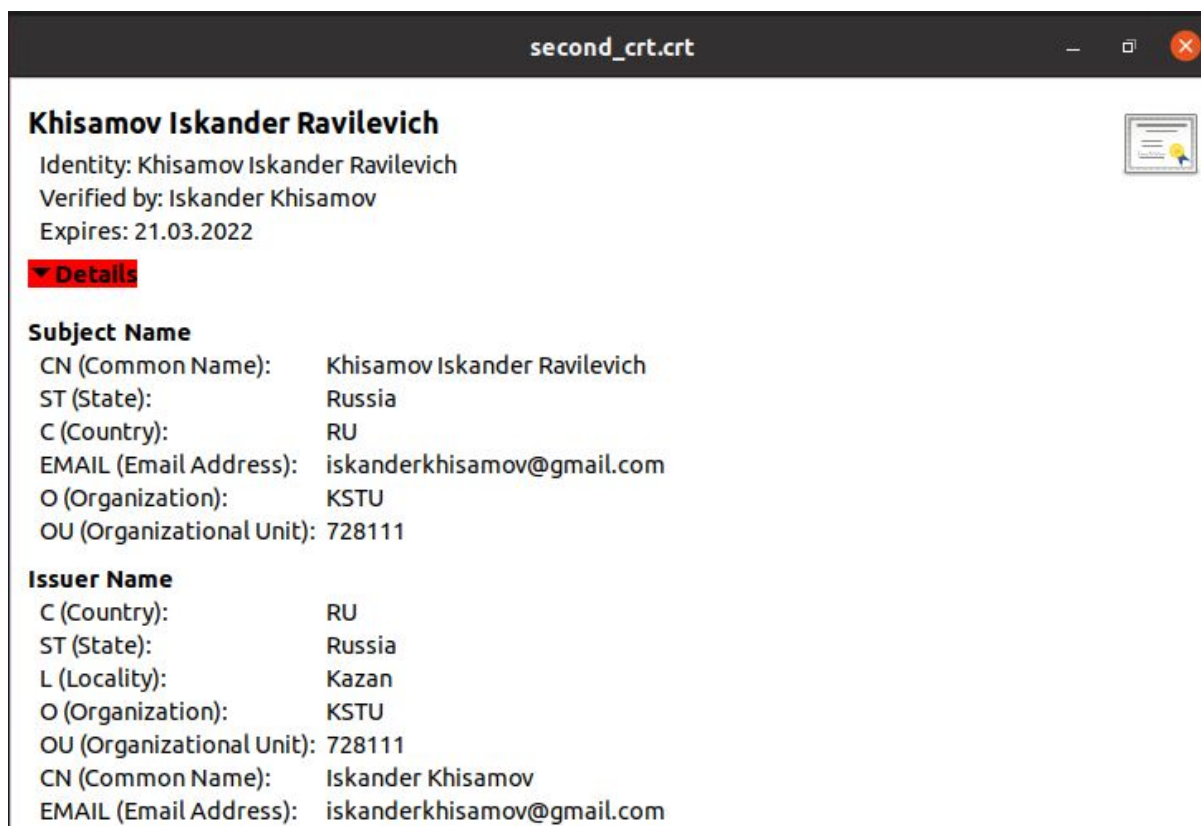 second_crt.crt
Khisamov Iskander Ravilevich
Identity: Khisamov Iskander Ravilevich
Verified by: Iskander Khisamov
Expires: 21.03.2022
Details
Subject Name
CN (Common Name): Khisamov Iskander Ravilevich
ST (State): Russia
C (Country): RU
EMAIL (Email Address): iskanderkhisamov@gmail.com
O (Organization): KSTU
OU (Organizational Unit): 728111
Issuer Name
C (Country): RU
ST (State): Russia
L (Locality): Kazan
O (Organization): KSTU
OU (Organizational Unit): 728111
CN (Common Name): Iskander Khisamov
EMAIL (Email Address): iskanderkhisamov@gmail.com